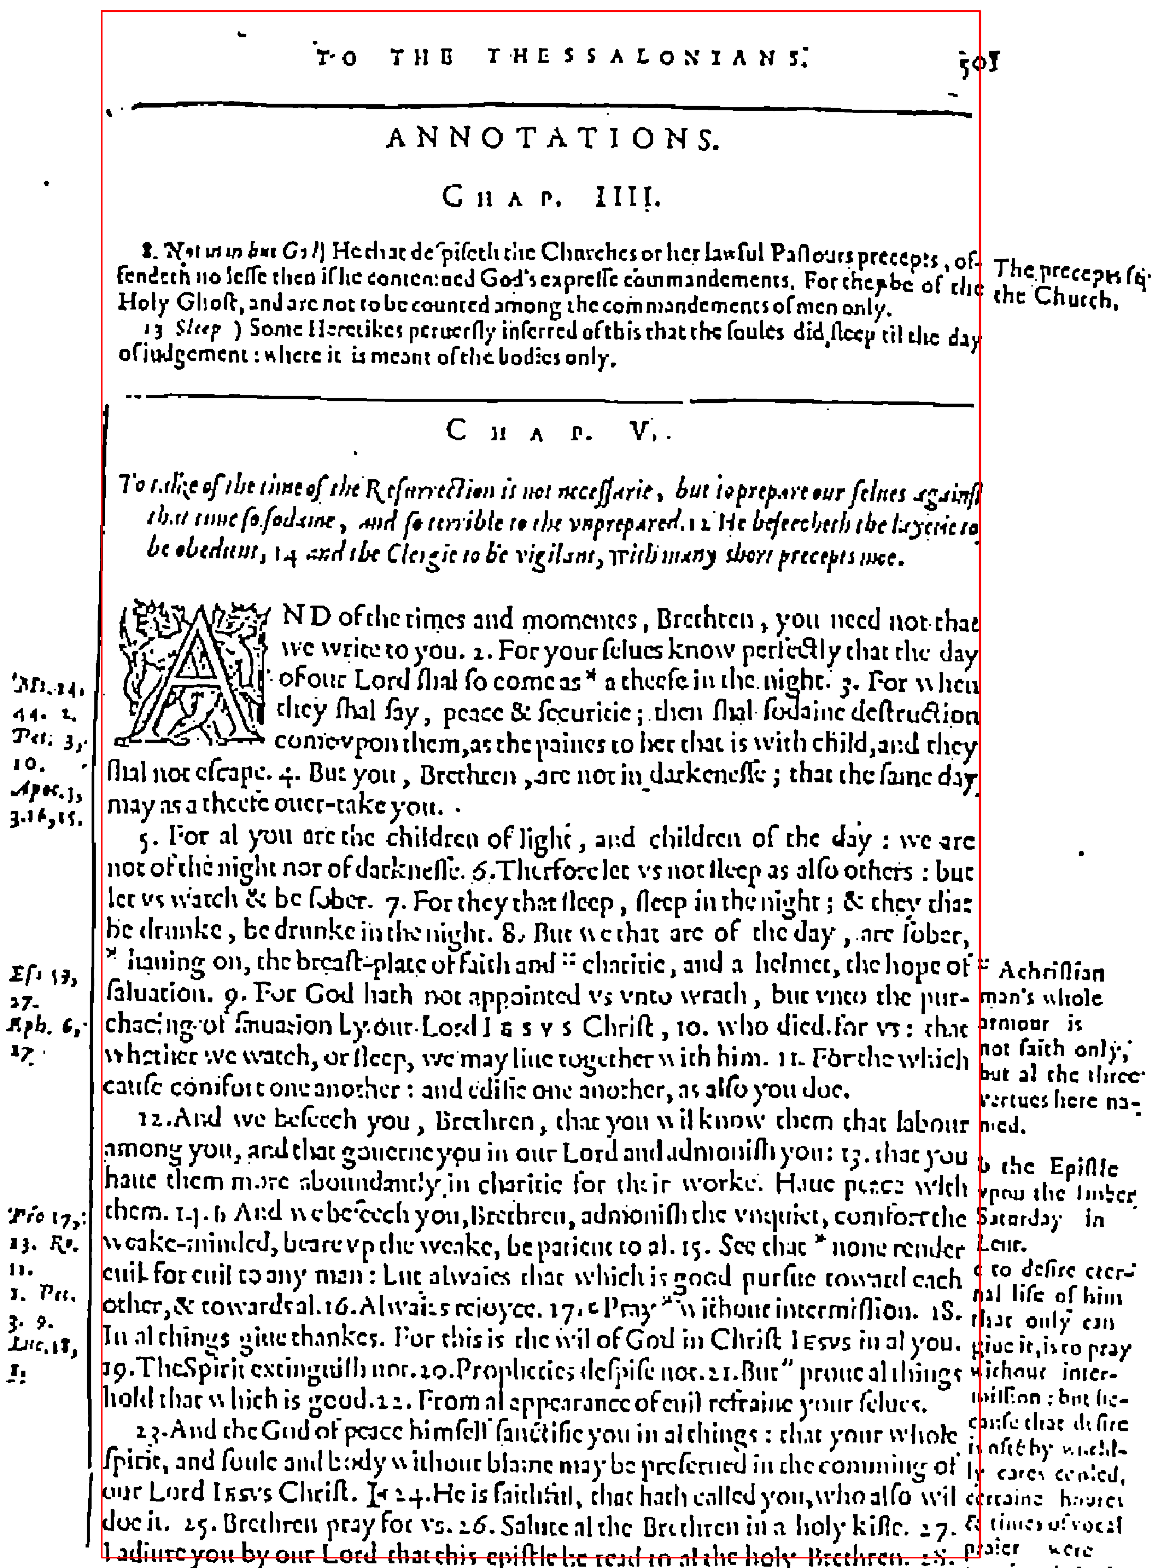 TO THE THESSALONIANS. 501
ANNOTATIONS.
CHAP. IIII.
8. Not man but God) He that despiseth the Churches or her lawful Pastours precepts, of-
fendeth no lesse then if he contemned God's expresse commandements. For they be of the
Holy Ghost, and are not to be counted among the commandements of men only.
13 Sleep ) Some Heretikes peruersly inferred of this that the soules did sleep til the day
of iudgement: where it is meant of the bodies only.
The precepts of
the Church.
CHAP. V.
To talke of the time of the Resurrection is not necessarie, but to prepare our selues against
that time so sodaine, and so terrible to the vnprepared. 12 He beseecheth the Laytie to
be obedient, 14 and the Clergie to be vigilant, with many short precepts moe.
AND of the times and momentes, Brethren, you need not that
we write to you. 2. For your selues know perfectly that the day
of our Lord shal so come as * a theefe in the night. 3. For when
they shal say, peace & securitie; then shal sodaine destruction
come vpon them, as the paines to her that is with child, and they
shal not escape. 4. But you, Brethren, are not in darkenesse; that the same day
may as a theefe ouer-take you.
5. For al you are the children of light, and children of the day: we are
not of the night nor of darknesse. 6. Therfore let vs not sleep as also others: but
let vs watch & be sober. 7. For they that sleep, sleep in the night; & they that
be drunke, be drunke in the night. 8. But we that are of the day, are sober,
* hauing on, the breast-plate of faith and :: charitie, and a helmet, the hope of
saluation. 9. For God hath not appointed vs vnto wrath, but vnto the pur-
chacing of saluation by our Lord IESVS Christ, 10. who died for vs: that
whether we watch, or sleep, we may liue together with him. 11. For the which
cause comfort one another: and edifie one another, as also you doe.
12. And we beseech you, Brethren, that you wil know them that labour
among you, and that gouerne you in our Lord and admonish you: 13. that you
haue them more aboundantly in charitie for their worke. Haue peace with
them. 14. b And we beseech you, Brethren, admonish the vnquiet, comfort the
weake-minded, beare vp the weake, be patient to al. 15. See that * none render
euil for euil to any man: but alwaies that which is good pursue toward each
other, & towards al. 16. Alwaies reioyce. 17. c Pray * without intermission. 18.
In al things giue thankes. For this is the wil of God in Christ IESVS in al you.
19. The Spirit extinguish not. 20. Prophecies despise not. 21. But " proue al things
hold that which is good. 22. From al appearance of euil refraine your selues.
23. And the God of peace himself sanctifie you in al things: that your whole
spirit, and soule and body without blame may be preserued in the comming of
our Lord IESVS Christ. 24. He is faithful, that hath called you, who also wil
doe it. 25. Brethren pray for vs. 26. Salute al the Brethren in a holy kisse. 27.
I adiure you by our Lord that this epistle be read to al the holy Brethren. 28.
Mt. 24,
44. 2.
Pet. 3,
10.
Apoc. 3,
3. 16, 15.
Esa 59,
17.
Eph. 6,
17.
Pro 17,
13. Ro.
1. Pet.
3. 9.
Luc. 18,
1.
:: A christian
man's whole
armour is
not faith only,
but al the three
vertues here na-
med.
b the Epistle
vpon the Imber
Saturday in
Lent.
c to desire eter-
nal life of him
that only can
giue it, is to pray
without inter-
mission: but be-
cause that desire
is oft by worldl-
ly cares cooled,
certaine houres
& times of vocal
praier were